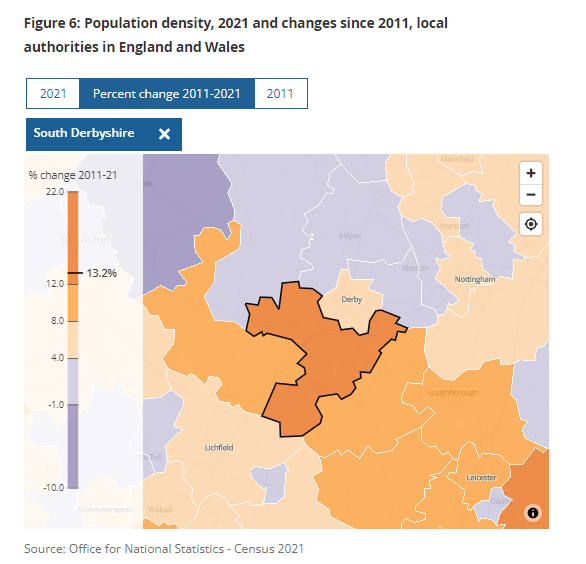 Figure 6: Population density, 2021 and changes since 2011, local
authorities in England and Wales
2021
Percent change 2011-2021
2011
South Derbyshire ×
% change 2011-21
22.0
13.2%
12.0
8.0
4.0
-1.0
-10.0
Mansfield
Belper
Ilkeston
Nottingham
Derby
Loughborough
Lichfield
Leicester
Wolverhampton
Walsall
+
−
Source: Office for National Statistics - Census 2021